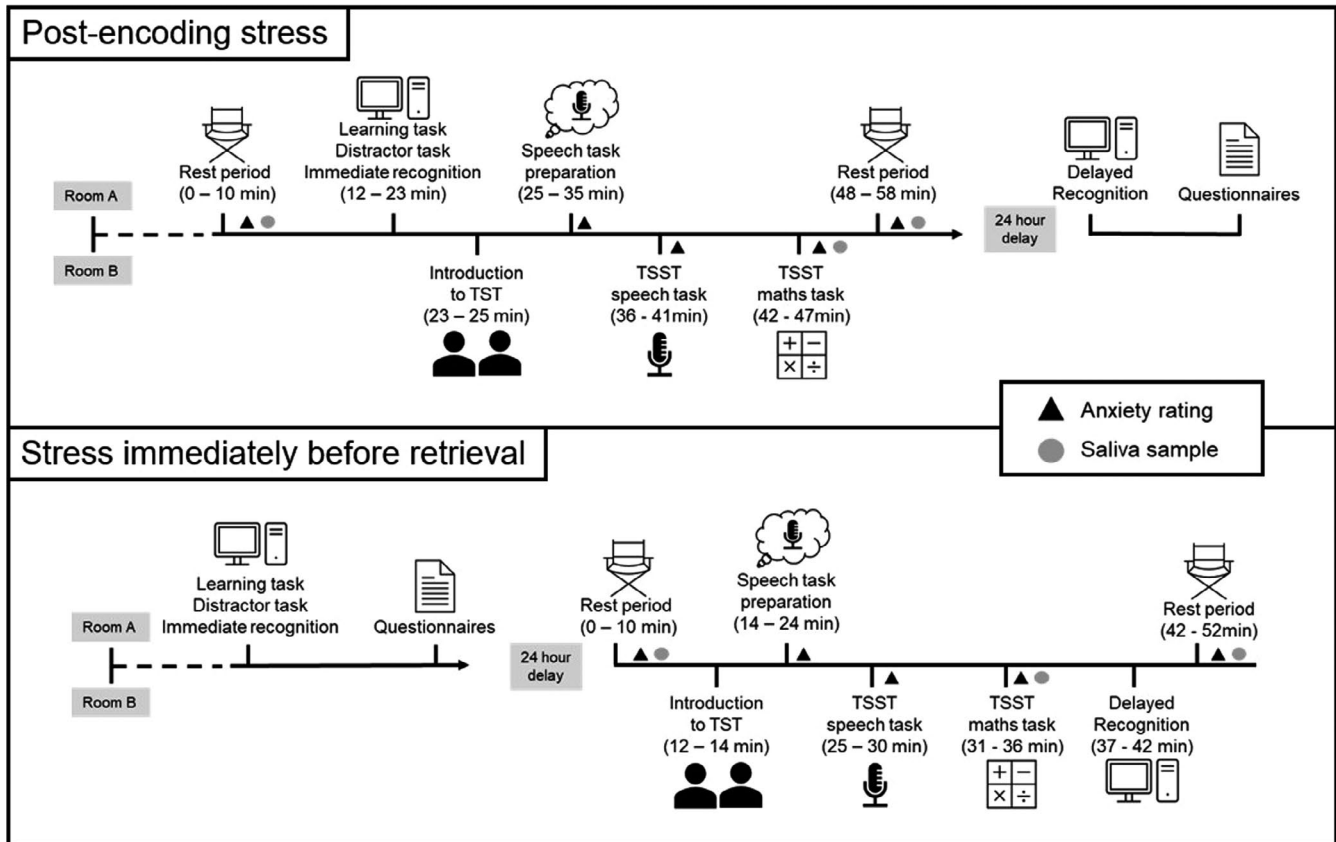 Post-encoding stress
Learning task
Distractor task
Immediate recognition
(12 – 23 min)
Rest period
(0 – 10 min)
Speech task
preparation
(25 – 35 min)
Rest period
(48 – 58 min)
Delayed
Recognition
Questionnaires
Room A
Room B
24 hour
delay
Introduction
to TST
(23 – 25 min)
TSST
speech task
(36 - 41min)
TSST
maths task
(42 - 47min)
+ −
× ÷
Anxiety rating
Saliva sample
Stress immediately before retrieval
Learning task
Distractor task
Immediate recognition
Questionnaires
Room A
Room B
24 hour
delay
Rest period
(0 – 10 min)
Speech task
preparation
(14 – 24 min)
Rest period
(42 - 52min)
Introduction
to TST
(12 – 14 min)
TSST
speech task
(25 – 30 min)
TSST
maths task
(31 - 36 min)
+ −
× ÷
Delayed
Recognition
(37 - 42 min)